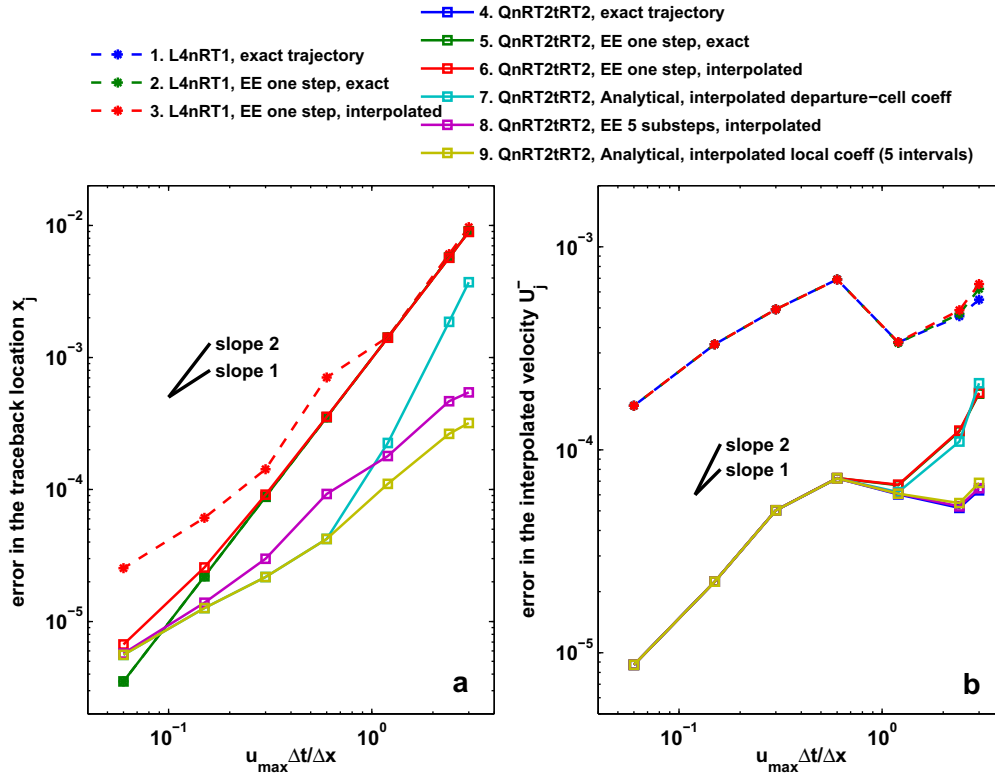 1. L4nRT1, exact trajectory
2. L4nRT1, EE one step, exact
3. L4nRT1, EE one step, interpolated
4. QnRT2tRT2, exact trajectory
5. QnRT2tRT2, EE one step, exact
6. QnRT2tRT2, EE one step, interpolated
7. QnRT2tRT2, Analytical, interpolated departure−cell coeff
8. QnRT2tRT2, EE 5 substeps, interpolated
9. QnRT2tRT2, Analytical, interpolated local coeff (5 intervals)
error in the traceback location x_j
10^-2
10^-3
10^-4
10^-5
slope 2
slope 1
a
10^-1
10^0
u_max Δt/Δx
error in the interpolated velocity U_j^-
10^-3
10^-4
10^-5
slope 2
slope 1
b
10^-1
10^0
u_max Δt/Δx